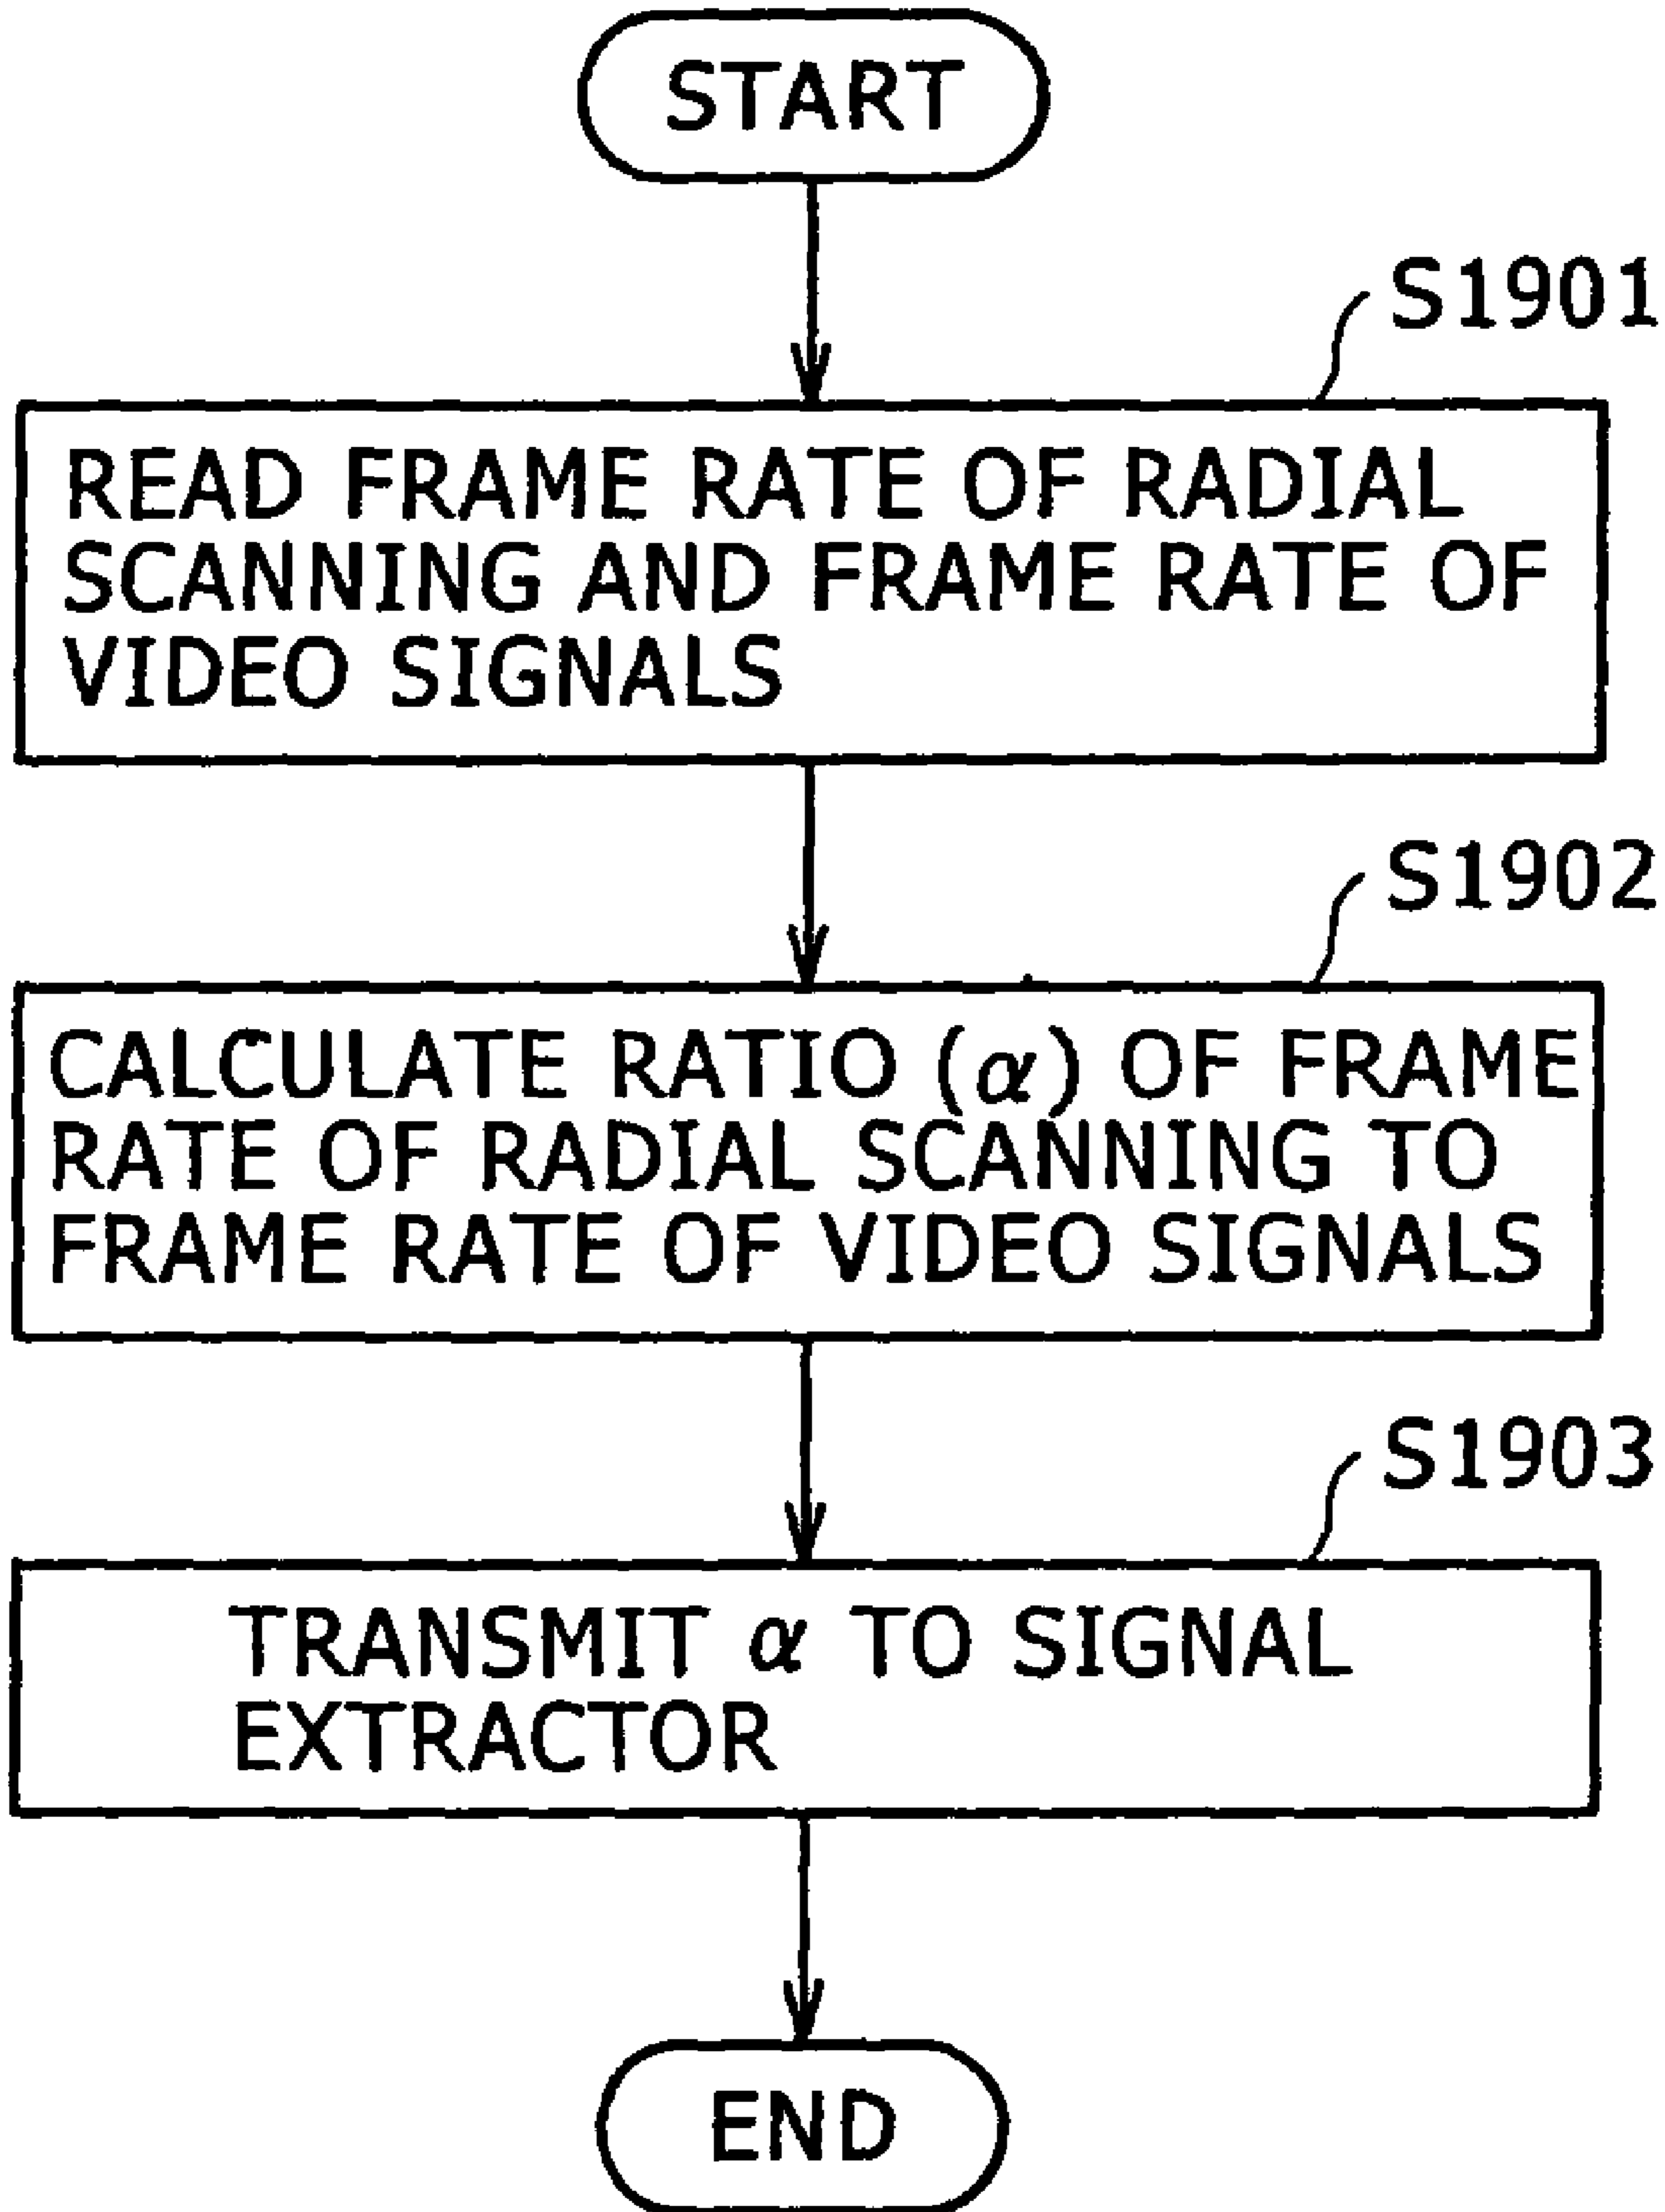 START
S1901
READ FRAME RATE OF RADIAL
SCANNING AND FRAME RATE OF
VIDEO SIGNALS
S1902
CALCULATE RATIO (α) OF FRAME
RATE OF RADIAL SCANNING TO
FRAME RATE OF VIDEO SIGNALS
S1903
TRANSMIT α TO SIGNAL
EXTRACTOR
END